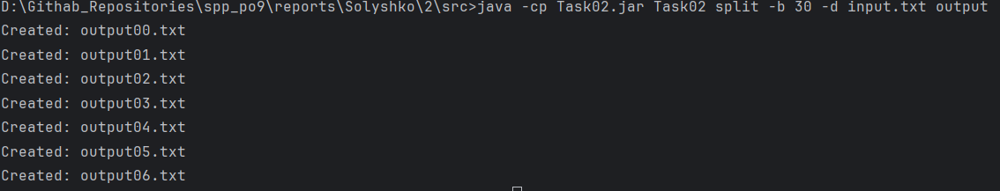 D:\Githab_Repositories\spp_po9\reports\Solyshko\2\src>java -cp Task02.jar Task02 split -b 30 -d input.txt output
Created: output00.txt
Created: output01.txt
Created: output02.txt
Created: output03.txt
Created: output04.txt
Created: output05.txt
Created: output06.txt